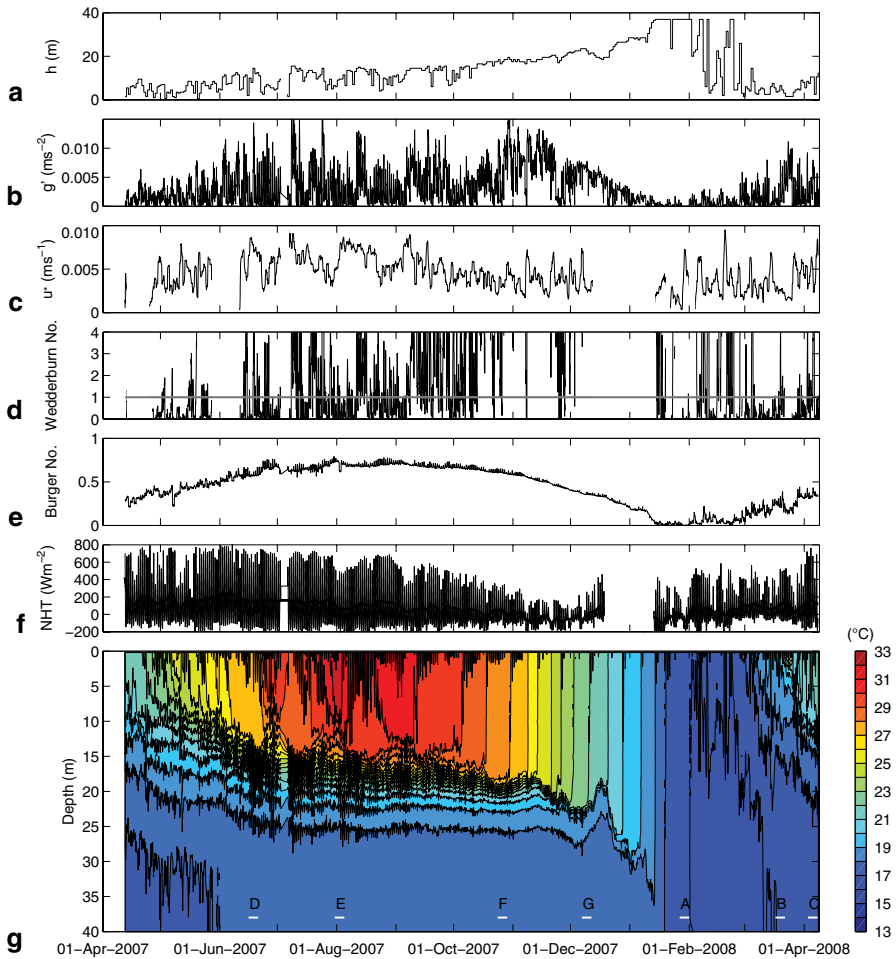 a
h (m)
40
20
0
b
g' (ms−2)
0.010
0.005
0
c
u* (ms−1)
0.010
0.005
0
d
Wedderburn No.
4
3
2
1
0
e
Burger No.
1
0.5
0
f
NHT (Wm−2)
800
600
400
200
0
−200
g
Depth (m)
0
5
10
15
20
25
30
35
40
D
E
F
G
A
B
C
01−Apr−2007
01−Jun−2007
01−Aug−2007
01−Oct−2007
01−Dec−2007
01−Feb−2008
01−Apr−2008
(°C)
33
31
29
27
25
23
21
19
17
15
13